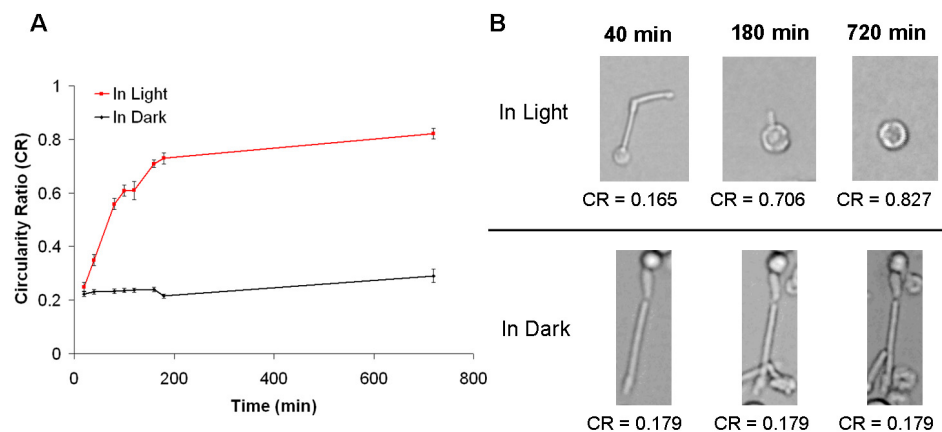 A
Circularity Ratio (CR)
1
0.8
0.6
0.4
0.2
0
In Light
In Dark
0 200 400 600 800
Time (min)
B
40 min 180 min 720 min
In Light
CR = 0.165 CR = 0.706 CR = 0.827
In Dark
CR = 0.179 CR = 0.179 CR = 0.179